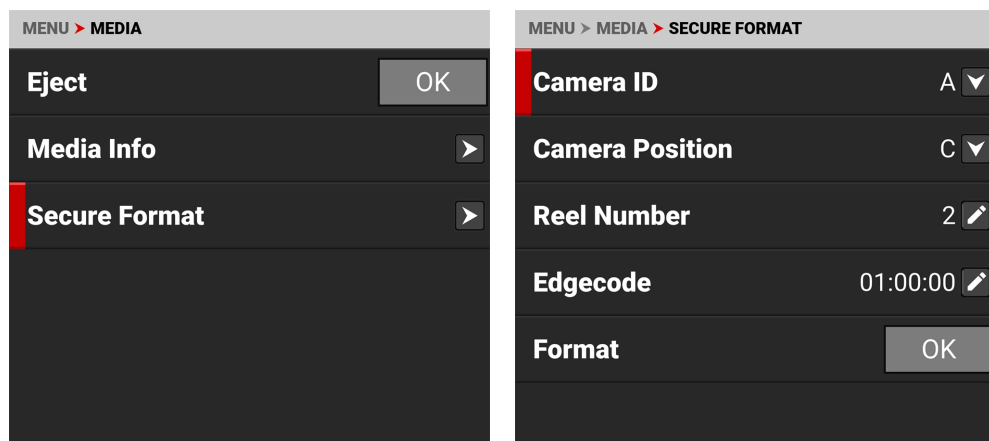 MENU ➤ MEDIA
Eject OK
Media Info
Secure Format
MENU ➤ MEDIA ➤ SECURE FORMAT
Camera ID A
Camera Position C
Reel Number 2
Edgecode 01:00:00
Format OK